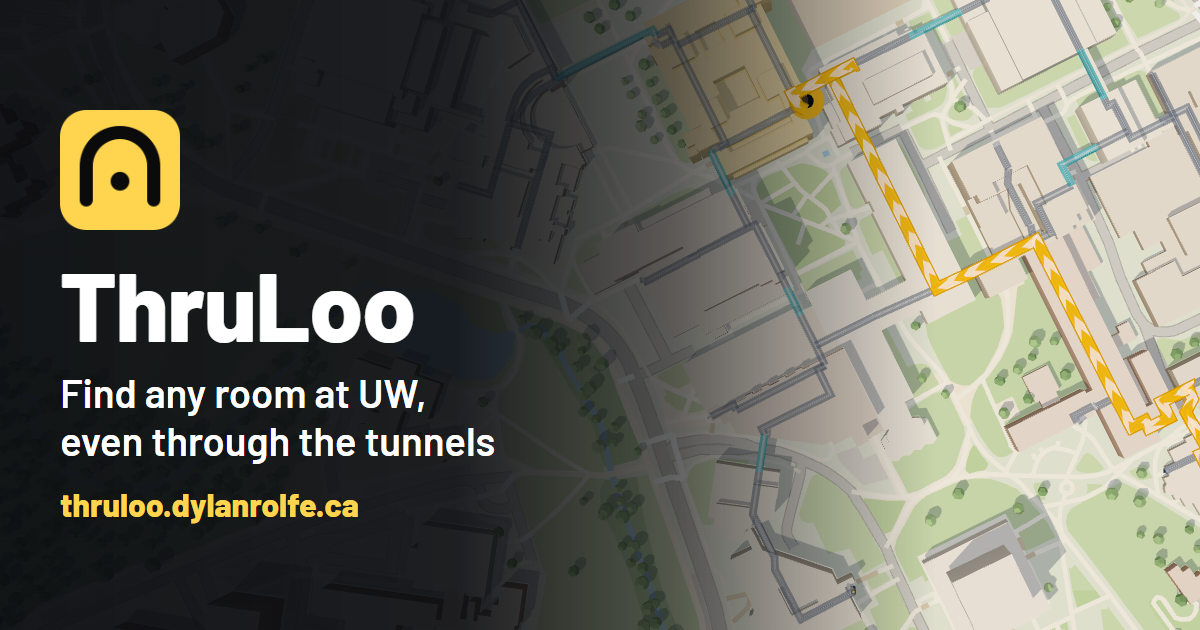 ThruLoo
Find any room at UW,
even through the tunnels
thruloo.dylanrolfe.ca